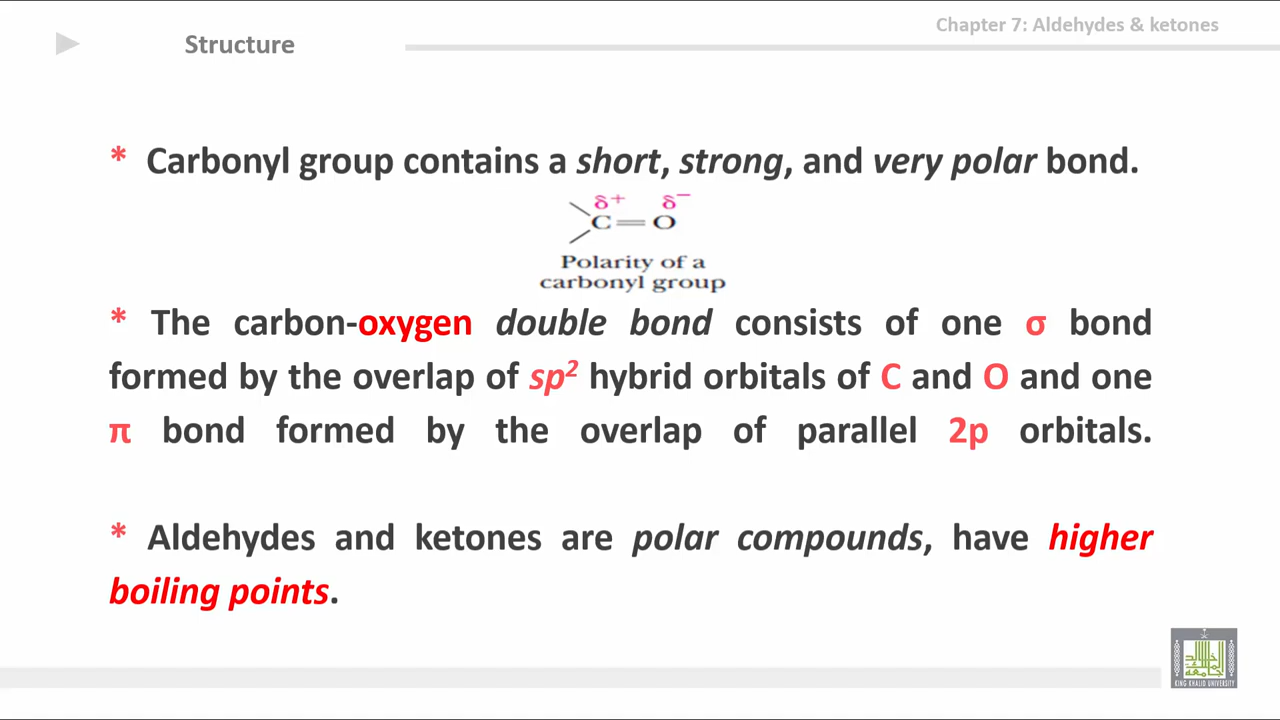 Chapter 7: Aldehydes & ketones
Structure
* Carbonyl group contains a short, strong, and very polar bond.
δ+ δ−
C=O
Polarity of a
carbonyl group
* The carbon-oxygen double bond consists of one σ bond
formed by the overlap of sp² hybrid orbitals of C and O and one
π bond formed by the overlap of parallel 2p orbitals.
* Aldehydes and ketones are polar compounds, have higher
boiling points.
KING KHALID UNIVERSITY